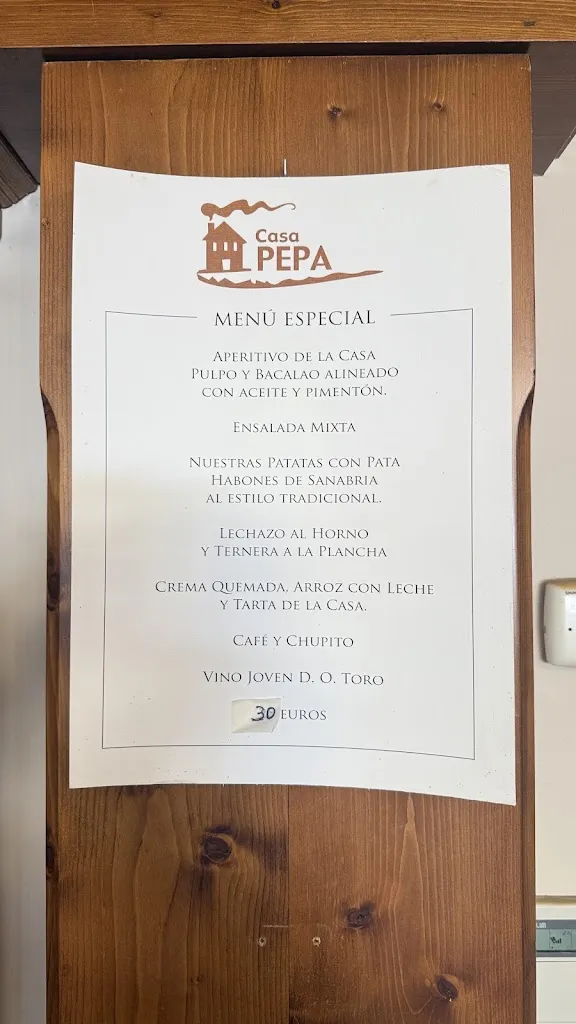 Casa
PEPA
MENÚ ESPECIAL
APERITIVO DE LA CASA
PULPO Y BACALAO ALINEADO
CON ACEITE Y PIMENTÓN.
ENSALADA MIXTA
NUESTRAS PATATAS CON PATA
HABONES DE SANABRIA
AL ESTILO TRADICIONAL.
LECHAZO AL HORNO
Y TERNERA A LA PLANCHA
CREMA QUEMADA, ARROZ CON LECHE
Y TARTA DE LA CASA.
CAFÉ Y CHUPITO
VINO JOVEN D. O. TORO
30 EUROS